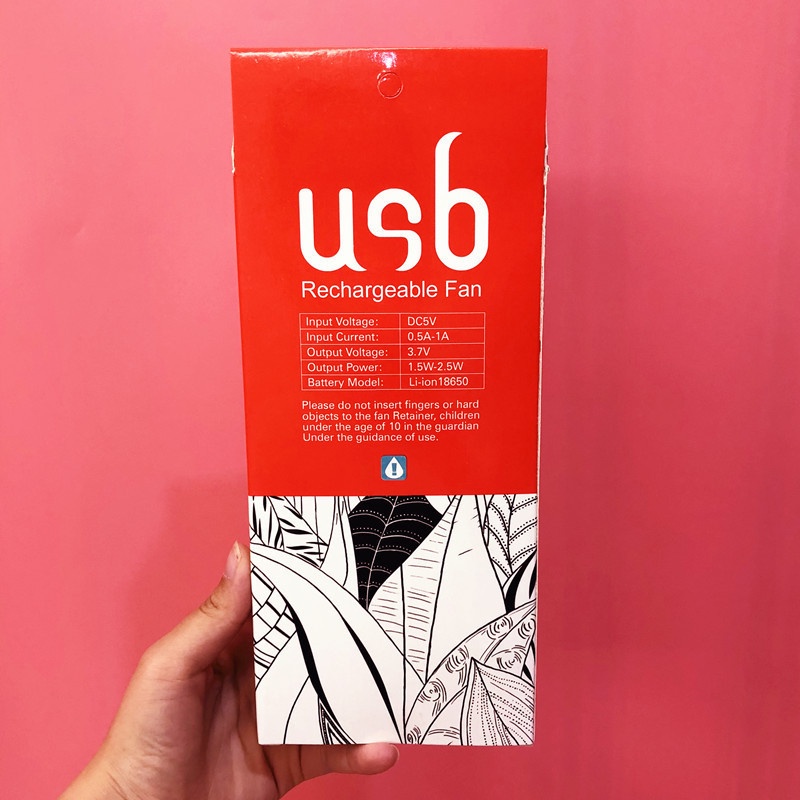 usb
Rechargeable Fan
Input Voltage: DC5V
Input Current: 0.5A-1A
Output Voltage: 3.7V
Output Power: 1.5W-2.5W
Battery Model: Li-ion18650
Please do not insert fingers or hard
objects to the fan Retainer, children
under the age of 10 in the guardian
Under the guidance of use.
!